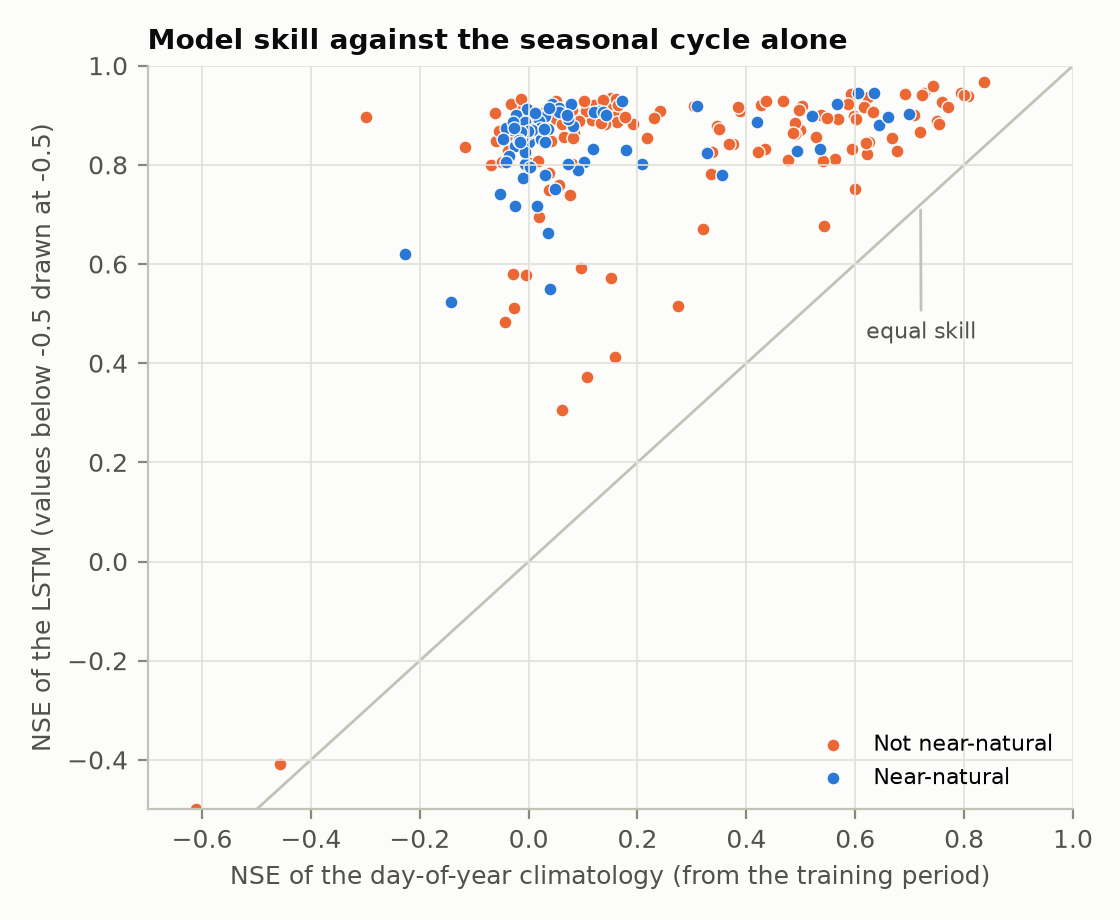 Model skill against the seasonal cycle alone
NSE of the LSTM (values below -0.5 drawn at -0.5)
1.0
0.8
0.6
0.4
0.2
0.0
−0.2
−0.4
equal skill
Not near-natural
Near-natural
−0.6
−0.4
−0.2
0.0
0.2
0.4
0.6
0.8
1.0
NSE of the day-of-year climatology (from the training period)